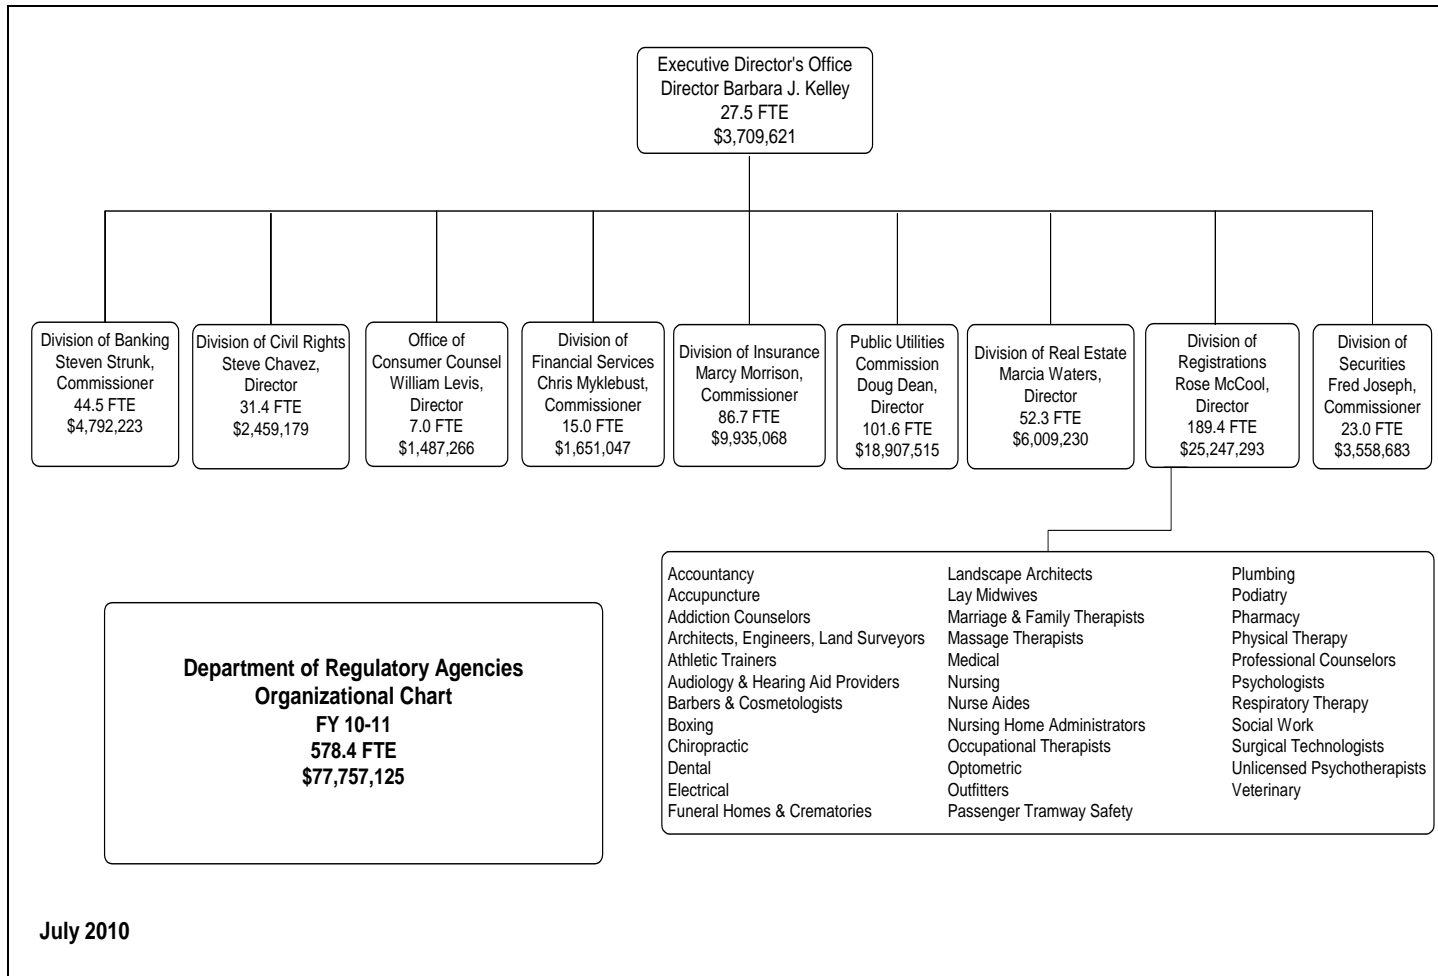 Executive Director's Office
Director Barbara J. Kelley
27.5 FTE
$3,709,621
Division of Banking
Steven Strunk,
Commissioner
44.5 FTE
$4,792,223
Division of Civil Rights
Steve Chavez,
Director
31.4 FTE
$2,459,179
Office of
Consumer Counsel
William Levis,
Director
7.0 FTE
$1,487,266
Division of
Financial Services
Chris Myklebust,
Commissioner
15.0 FTE
$1,651,047
Division of Insurance
Marcy Morrison,
Commissioner
86.7 FTE
$9,935,068
Public Utilities
Commission
Doug Dean,
Director
101.6 FTE
$18,907,515
Division of Real Estate
Marcia Waters,
Director
52.3 FTE
$6,009,230
Division of
Registrations
Rose McCool,
Director
189.4 FTE
$25,247,293
Division of
Securities
Fred Joseph,
Commissioner
23.0 FTE
$3,558,683
Accountancy
Acupuncture
Addiction Counselors
Architects, Engineers, Land Surveyors
Athletic Trainers
Audiology & Hearing Aid Providers
Barbers & Cosmetologists
Boxing
Chiropractic
Dental
Electrical
Funeral Homes & Crematories
Landscape Architects
Lay Midwives
Marriage & Family Therapists
Massage Therapists
Medical
Nursing
Nurse Aides
Nursing Home Administrators
Occupational Therapists
Optometric
Outfitters
Passenger Tramway Safety
Plumbing
Podiatry
Pharmacy
Physical Therapy
Professional Counselors
Psychologists
Respiratory Therapy
Social Work
Surgical Technologists
Unlicensed Psychotherapists
Veterinary
Department of Regulatory Agencies
Organizational Chart
FY 10-11
578.4 FTE
$77,757,125
July 2010